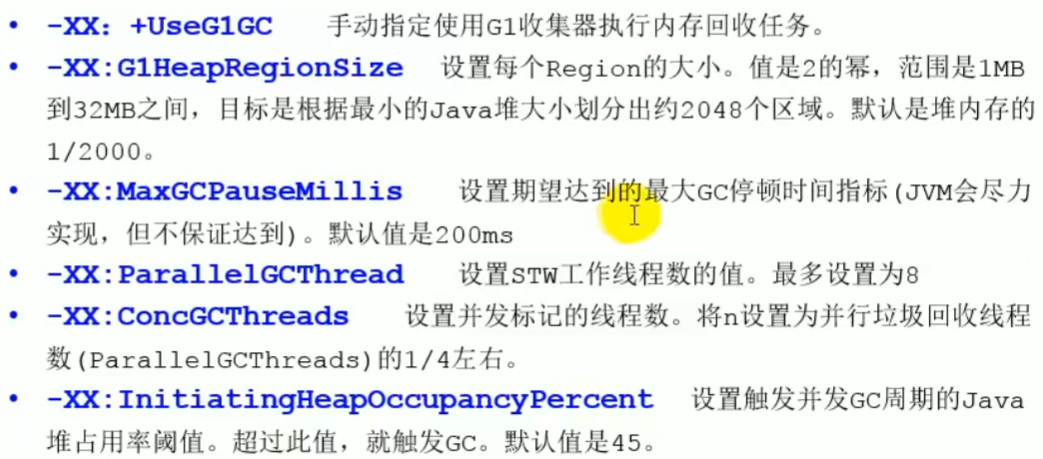 • -XX：+UseG1GC 手动指定使用G1收集器执行内存回收任务。
• -XX:G1HeapRegionSize 设置每个Region的大小。值是2的幂，范围是1MB
到32MB之间，目标是根据最小的Java堆大小划分出约2048个区域。默认是堆内存的
1/2000。
• -XX:MaxGCPauseMillis 设置期望达到的最大GC停顿时间指标(JVM会尽力
实现，但不保证达到)。默认值是200ms
• -XX:ParallelGCThread 设置STW工作线程数的值。最多设置为8
• -XX:ConcGCThreads 设置并发标记的线程数。将n设置为并行垃圾回收线程
数(ParallelGCThreads)的1/4左右。
• -XX:InitiatingHeapOccupancyPercent 设置触发并发GC周期的Java
堆占用率阈值。超过此值，就触发GC。默认值是45。